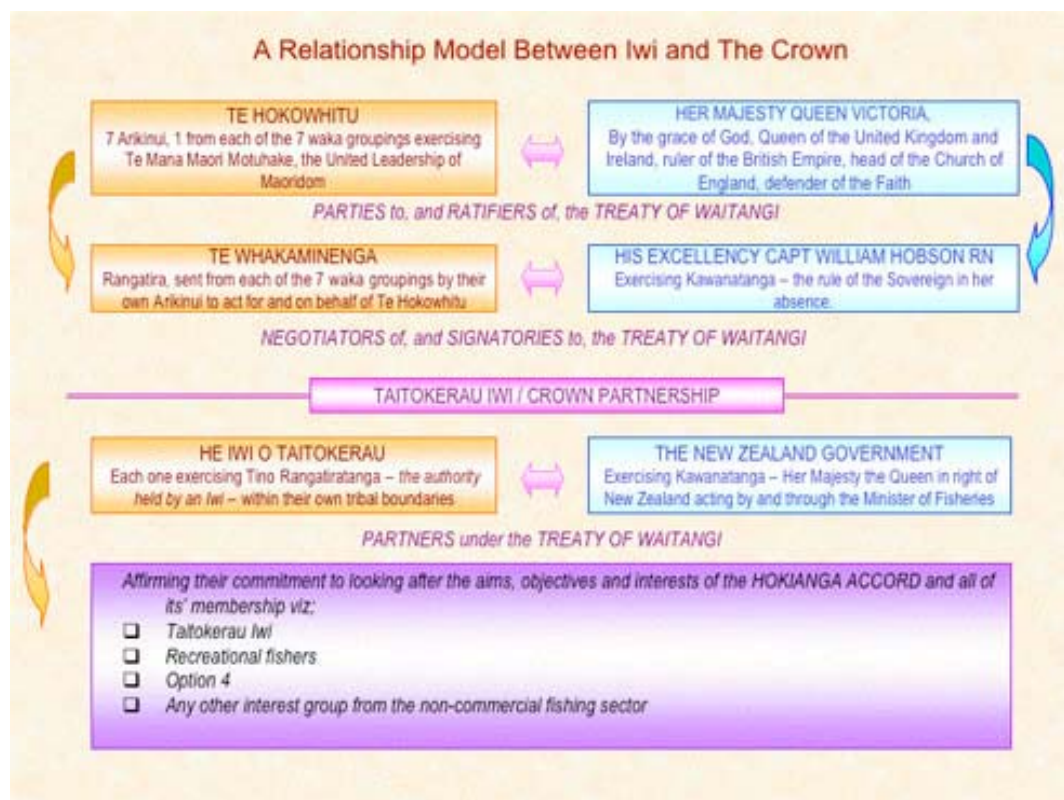 A Relationship Model Between Iwi and The Crown
TE HOKOWHITU
7 Arikinui, 1 from each of the 7 waka groupings exercising
Te Mana Maori Motuhake, the United Leadership of
Maoridom
HER MAJESTY QUEEN VICTORIA,
By the grace of God, Queen of the United Kingdom and
Ireland, ruler of the British Empire, head of the Church of
England, defender of the Faith
PARTIES to, and RATIFIERS of, the TREATY OF WAITANGI
TE WHAKAMINENGA
Rangatira, sent from each of the 7 waka groupings by their
own Arikinui to act for and on behalf of Te Hokowhitu
HIS EXCELLENCY CAPT WILLIAM HOBSON RN
Exercising Kawanatanga – the rule of the Sovereign in her
absence.
NEGOTIATORS of, and SIGNATORIES to, the TREATY OF WAITANGI
TAITOKERAU IWI / CROWN PARTNERSHIP
HE IWI O TAITOKERAU
Each one exercising Tino Rangatiratanga – the authority
held by an Iwi – within their own tribal boundaries
THE NEW ZEALAND GOVERNMENT
Exercising Kawanatanga – Her Majesty the Queen in right of
New Zealand acting by and through the Minister of Fisheries
PARTNERS under the TREATY OF WAITANGI
Affirming their commitment to looking after the aims, objectives and interests of the HOKIANGA ACCORD and all of
its' membership viz;
Taitokerau Iwi
Recreational fishers
Option 4
Any other interest group from the non-commercial fishing sector